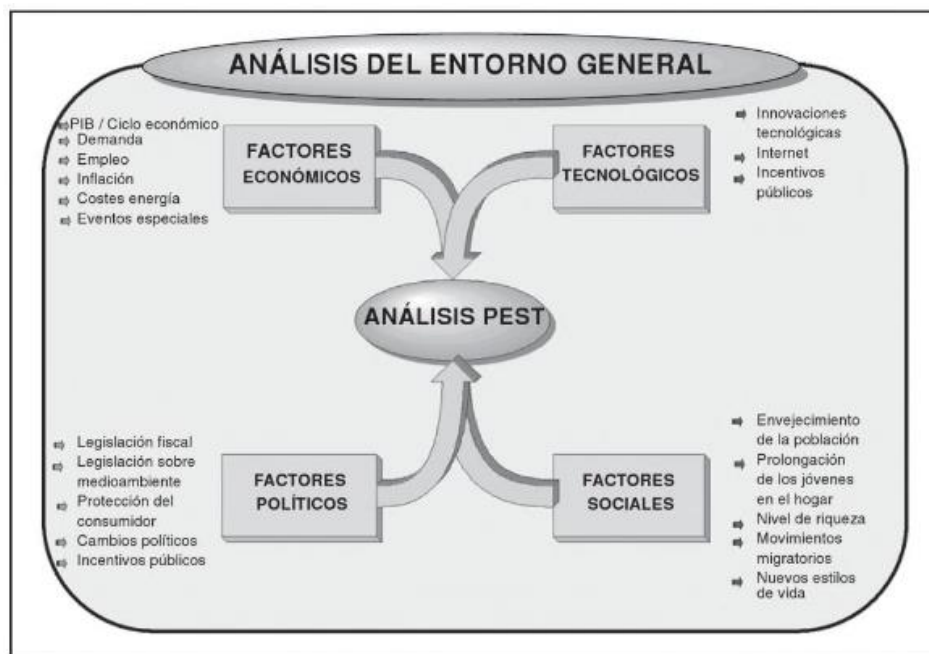 ANÁLISIS DEL ENTORNO GENERAL
PIB / Ciclo económico
Demanda
Empleo
Inflación
Costes energía
Eventos especiales
FACTORES
ECONÓMICOS
FACTORES
TECNOLÓGICOS
Innovaciones
tecnológicas
Internet
Incentivos
públicos
ANÁLISIS PEST
Legislación fiscal
Legislación sobre
medioambiente
Protección del
consumidor
Cambios políticos
Incentivos públicos
FACTORES
POLÍTICOS
FACTORES
SOCIALES
Envejecimiento
de la población
Prolongación
de los jóvenes
en el hogar
Nivel de riqueza
Movimientos
migratorios
Nuevos estilos
de vida